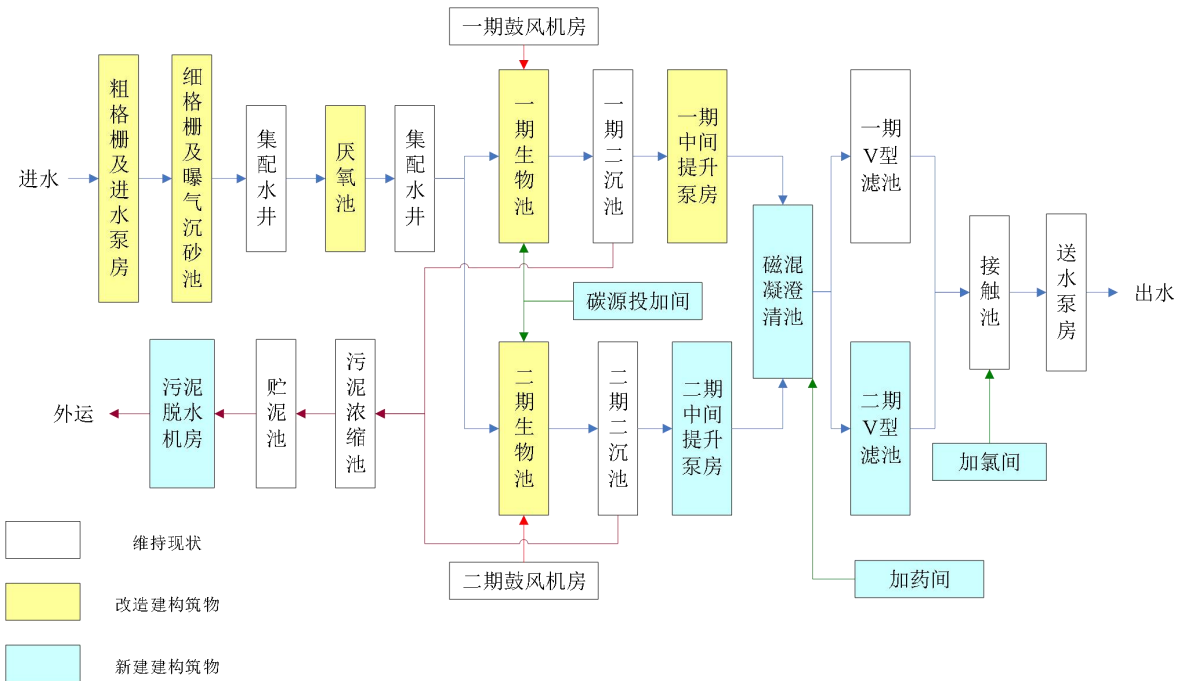 一期鼓风机房
进水
粗格栅及进水泵房
细格栅及曝气沉砂池
集配水井
厌氧池
集配水井
一期生物池
一期二沉池
一期
中间
提升
泵房
磁混
凝澄
清池
一期
V型
滤池
接触池
送水泵房
出水
碳源投加间
外运
污泥
脱水
机房
贮泥池
污泥浓缩池
二期生物池
二期二沉池
二期
中间
提升
泵房
二期
V型
滤池
加氯间
二期鼓风机房
加药间
维持现状
改造建构筑物
新建建构筑物